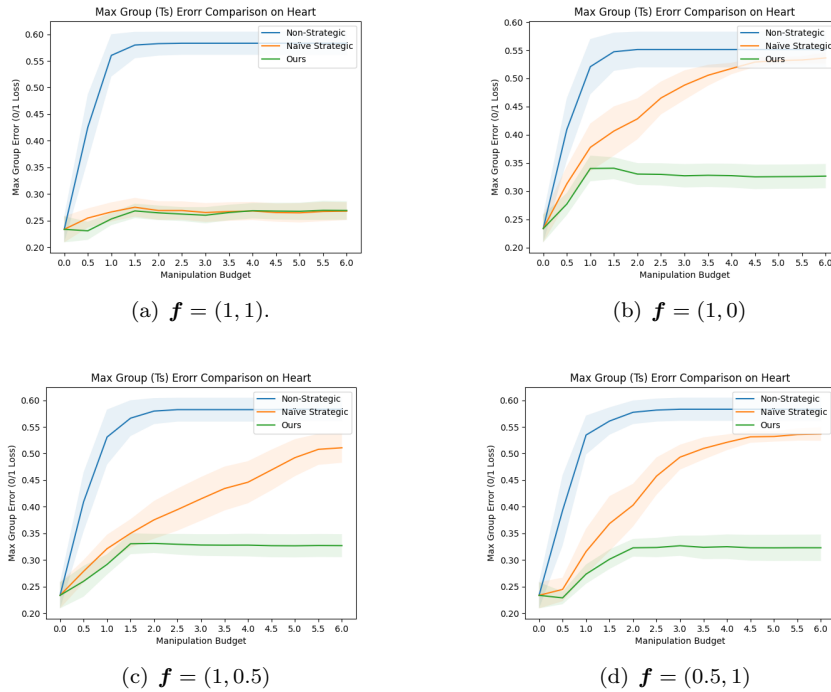 Max Group (Ts) Erorr Comparison on Heart
Non-Strategic
Naïve Strategic
Ours
Max Group Error (0/1 Loss)
0.60
0.55
0.50
0.45
0.40
0.35
0.30
0.25
0.20
0.0 0.5 1.0 1.5 2.0 2.5 3.0 3.5 4.0 4.5 5.0 5.5 6.0
Manipulation Budget
(a) f = (1, 1).
Max Group (Ts) Erorr Comparison on Heart
Non-Strategic
Naïve Strategic
Ours
Max Group Error (0/1 Loss)
0.60
0.55
0.50
0.45
0.40
0.35
0.30
0.25
0.20
0.0 0.5 1.0 1.5 2.0 2.5 3.0 3.5 4.0 4.5 5.0 5.5 6.0
Manipulation Budget
(b) f = (1, 0)
Max Group (Ts) Erorr Comparison on Heart
Non-Strategic
Naïve Strategic
Ours
Max Group Error (0/1 Loss)
0.60
0.55
0.50
0.45
0.40
0.35
0.30
0.25
0.20
0.0 0.5 1.0 1.5 2.0 2.5 3.0 3.5 4.0 4.5 5.0 5.5 6.0
Manipulation Budget
(c) f = (1, 0.5)
Max Group (Ts) Erorr Comparison on Heart
Non-Strategic
Naïve Strategic
Ours
Max Group Error (0/1 Loss)
0.60
0.55
0.50
0.45
0.40
0.35
0.30
0.25
0.20
0.0 0.5 1.0 1.5 2.0 2.5 3.0 3.5 4.0 4.5 5.0 5.5 6.0
Manipulation Budget
(d) f = (0.5, 1)